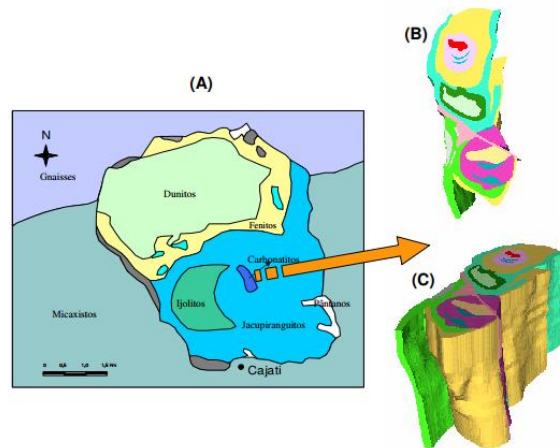 (A)
N
Gnaisses
Dunitos
Fenitos
Carbonatitos
Ijolitos
Pântanos
Micaxistos
Jacupiranguitos
Cajati
(B)
(C)